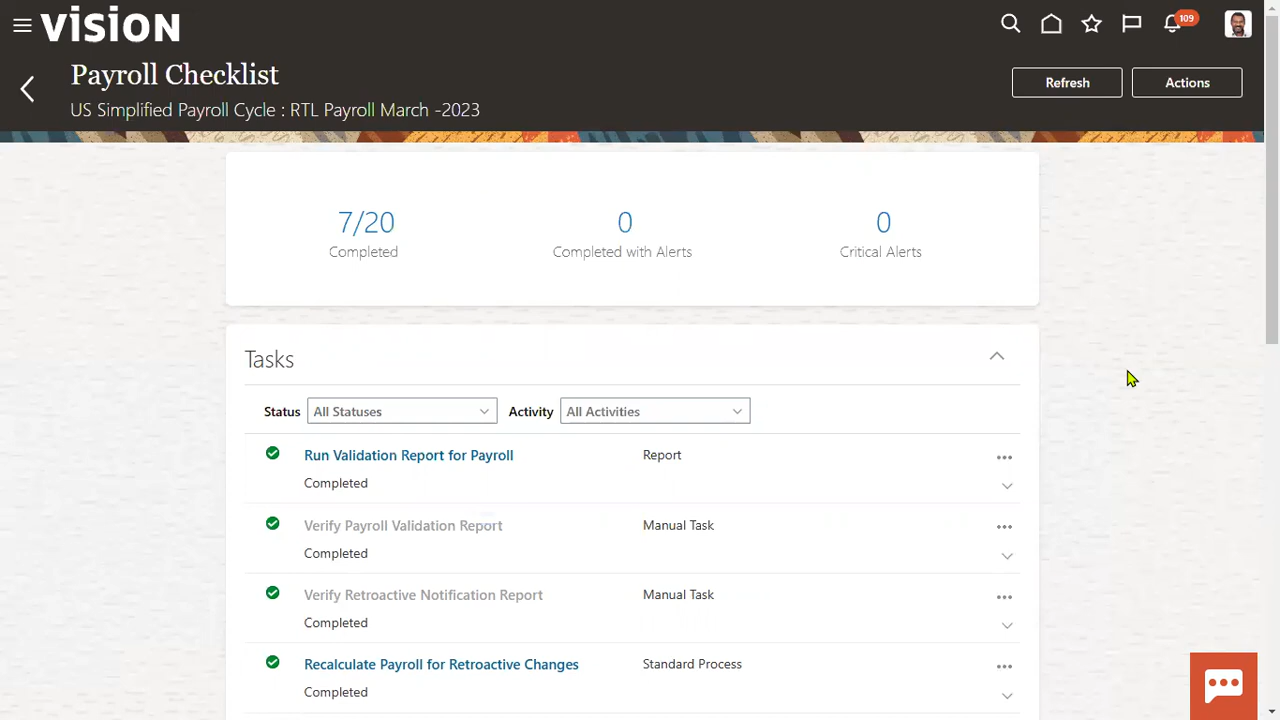 vision
109
Payroll Checklist
Refresh
Actions
US Simplified Payroll Cycle : RTL Payroll March -2023
7/20
0
0
Completed
Completed with Alerts
Critical Alerts
Tasks
Status All Statuses Activity All Activities
Run Validation Report for Payroll Report
Completed
Verify Payroll Validation Report Manual Task
Completed
Verify Retroactive Notification Report Manual Task
Completed
Recalculate Payroll for Retroactive Changes Standard Process
Completed